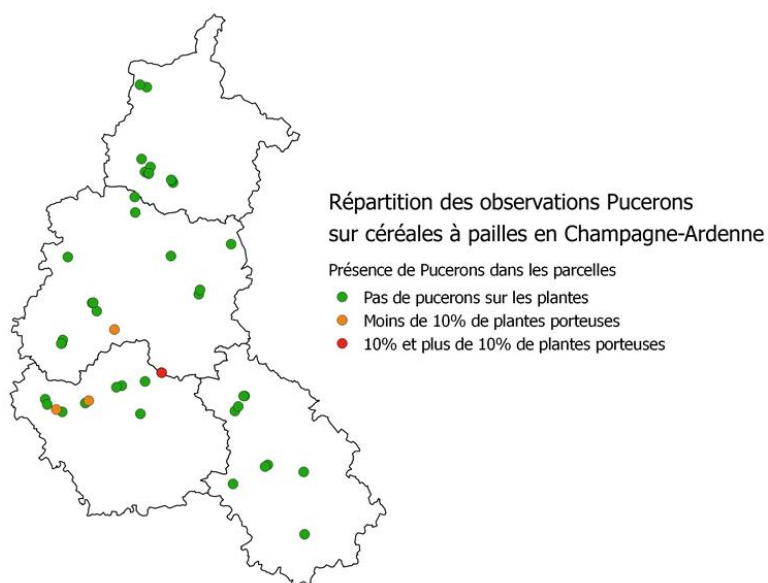 Répartition des observations Pucerons
sur céréales à pailles en Champagne-Ardenne
Présence de Pucerons dans les parcelles
Pas de pucerons sur les plantes
Moins de 10% de plantes porteuses
10% et plus de 10% de plantes porteuses